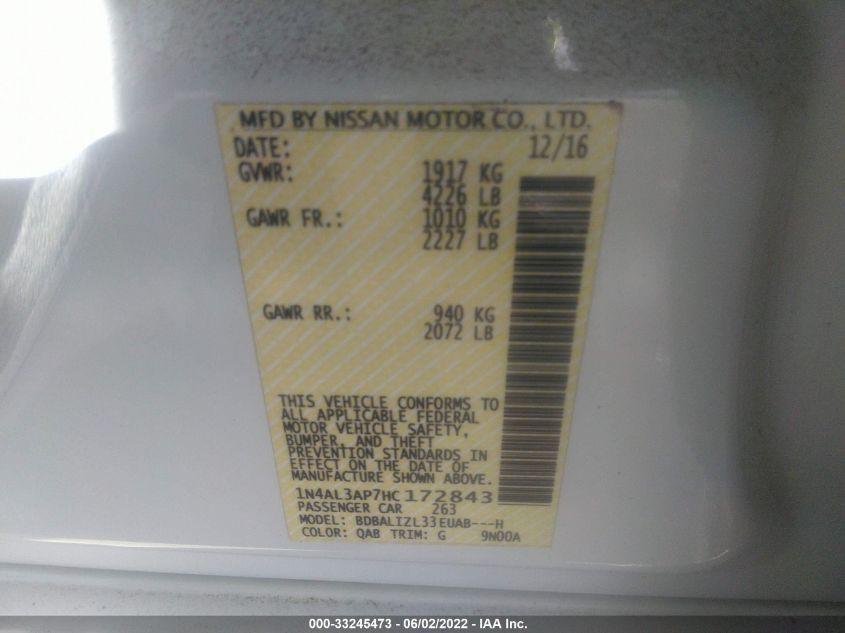 MFD BY NISSAN MOTOR CO., LTD.
DATE: 12/16
GVWR: 1917 KG
4226 LB
GAWR FR.: 1010 KG
2227 LB
GAWR RR.: 940 KG
2072 LB
THIS VEHICLE CONFORMS TO
ALL APPLICABLE FEDERAL
MOTOR VEHICLE SAFETY,
BUMPER, AND THEFT
PREVENTION STANDARDS IN
EFFECT ON THE DATE OF
MANUFACTURE SHOWN ABOVE.
1N4AL3AP7HC172843
PASSENGER CAR 263
MODEL: BDBALIZL33EUAB---H
COLOR: QAB TRIM: G 9N00A
000-33245473 - 06/02/2022 - IAA Inc.